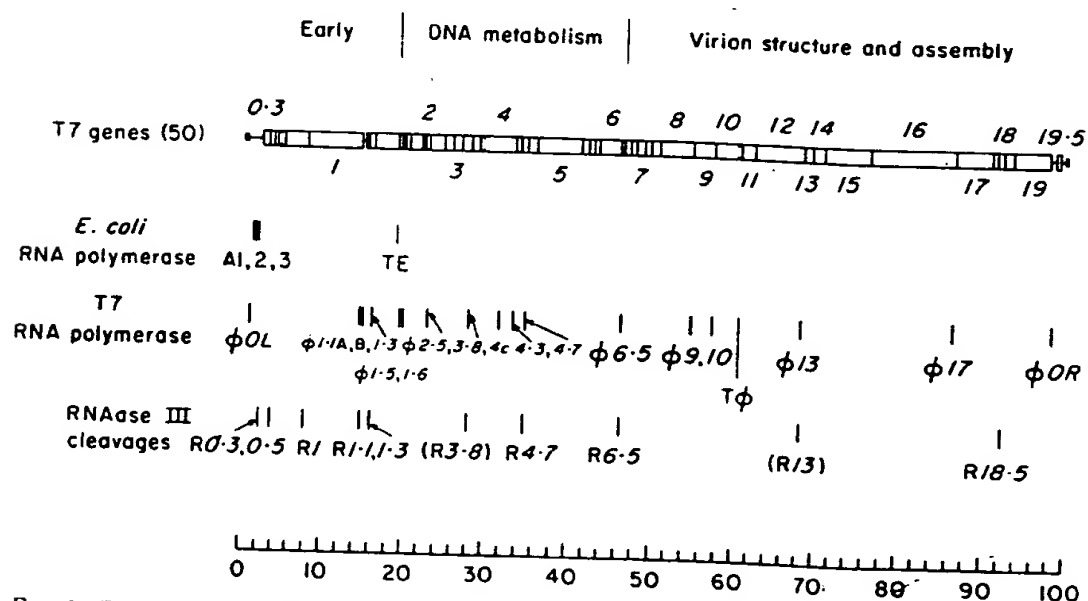 Early DNA metabolism Virion structure and assembly
0·3 2 4 6 8 10 12 14 16 18 19·5
T7 genes (50)
1 3 5 7 9 11 13 15 17 19
E. coli
RNA polymerase
A1,2,3 TE
T7
RNA polymerase
φOL φ1·1A,B,1·3 φ2·5,3·8,4c 4·3,4·7 φ6·5 φ9,10 φ13 φ17 φOR
φ1·5,1·6
Tφ
RNAase III
cleavages R0·3,0·5 R1 R1·1,1·3 (R3·8) R4·7 R6·5 (R13) R18·5
0 10 20 30 40 50 60 70 80 90 100